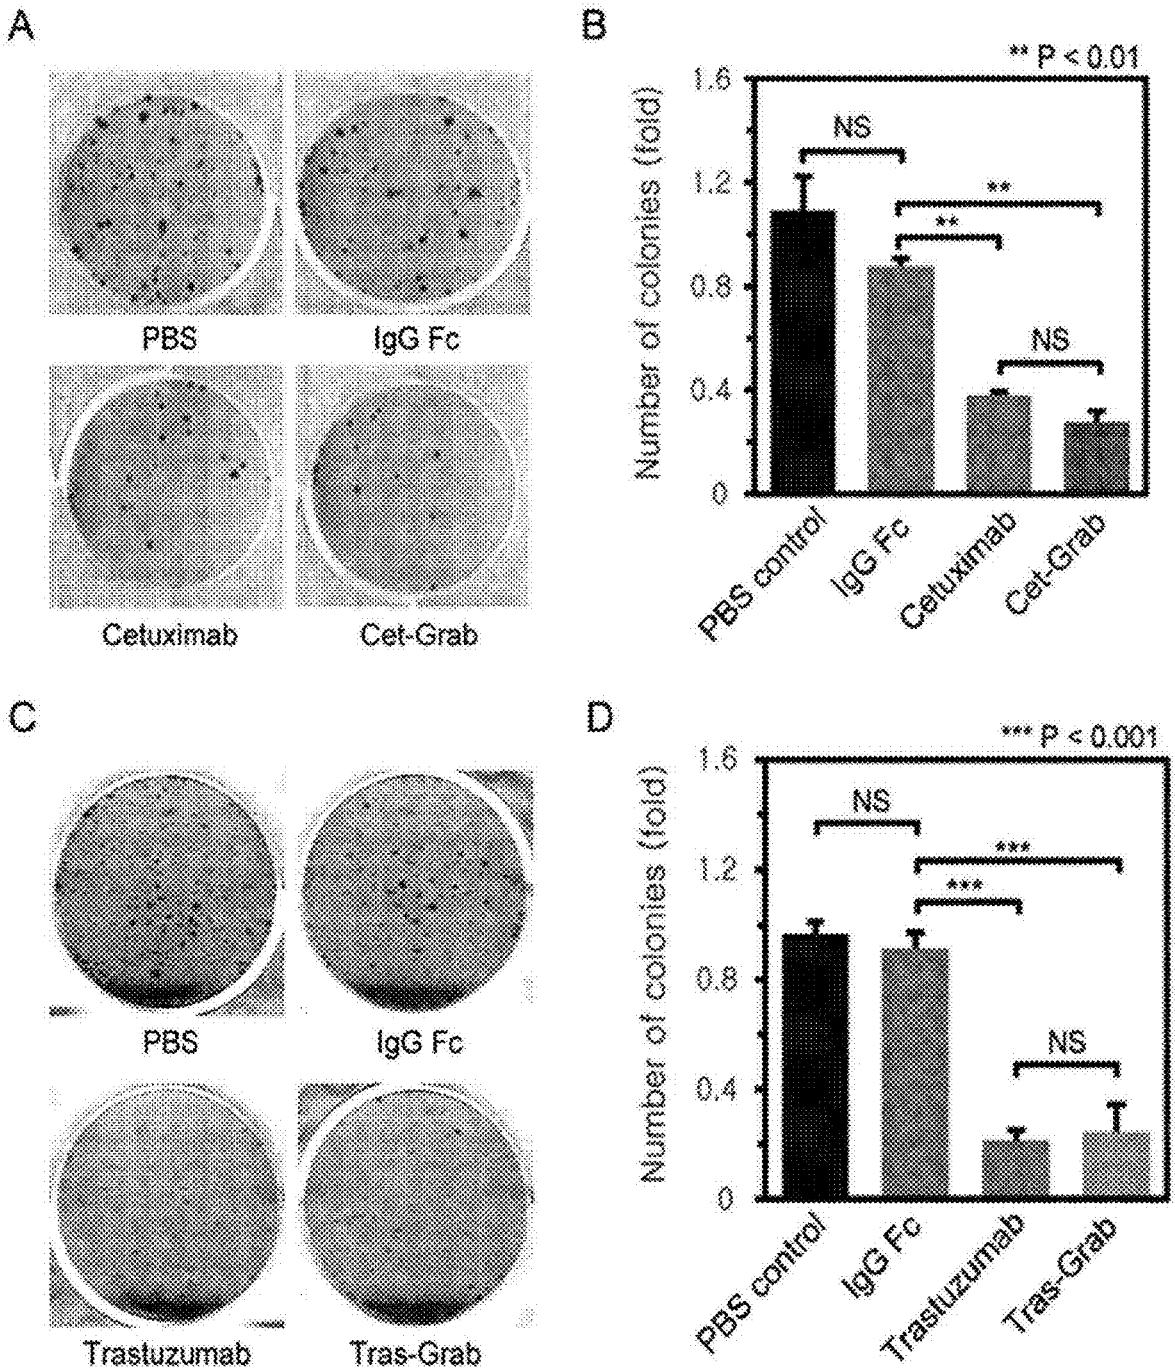 A
PBS
IgG Fc
Cetuximab
Cet-Grab
B
** P < 0.01
Number of colonies (fold)
1.6
1.2
0.8
0.4
0
NS
**
**
NS
PBS control
IgG Fc
Cetuximab
Cet-Grab
C
PBS
IgG Fc
Trastuzumab
Tras-Grab
D
*** P < 0.001
Number of colonies (fold)
1.6
1.2
0.8
0.4
0
NS
***
***
NS
PBS control
IgG Fc
Trastuzumab
Tras-Grab